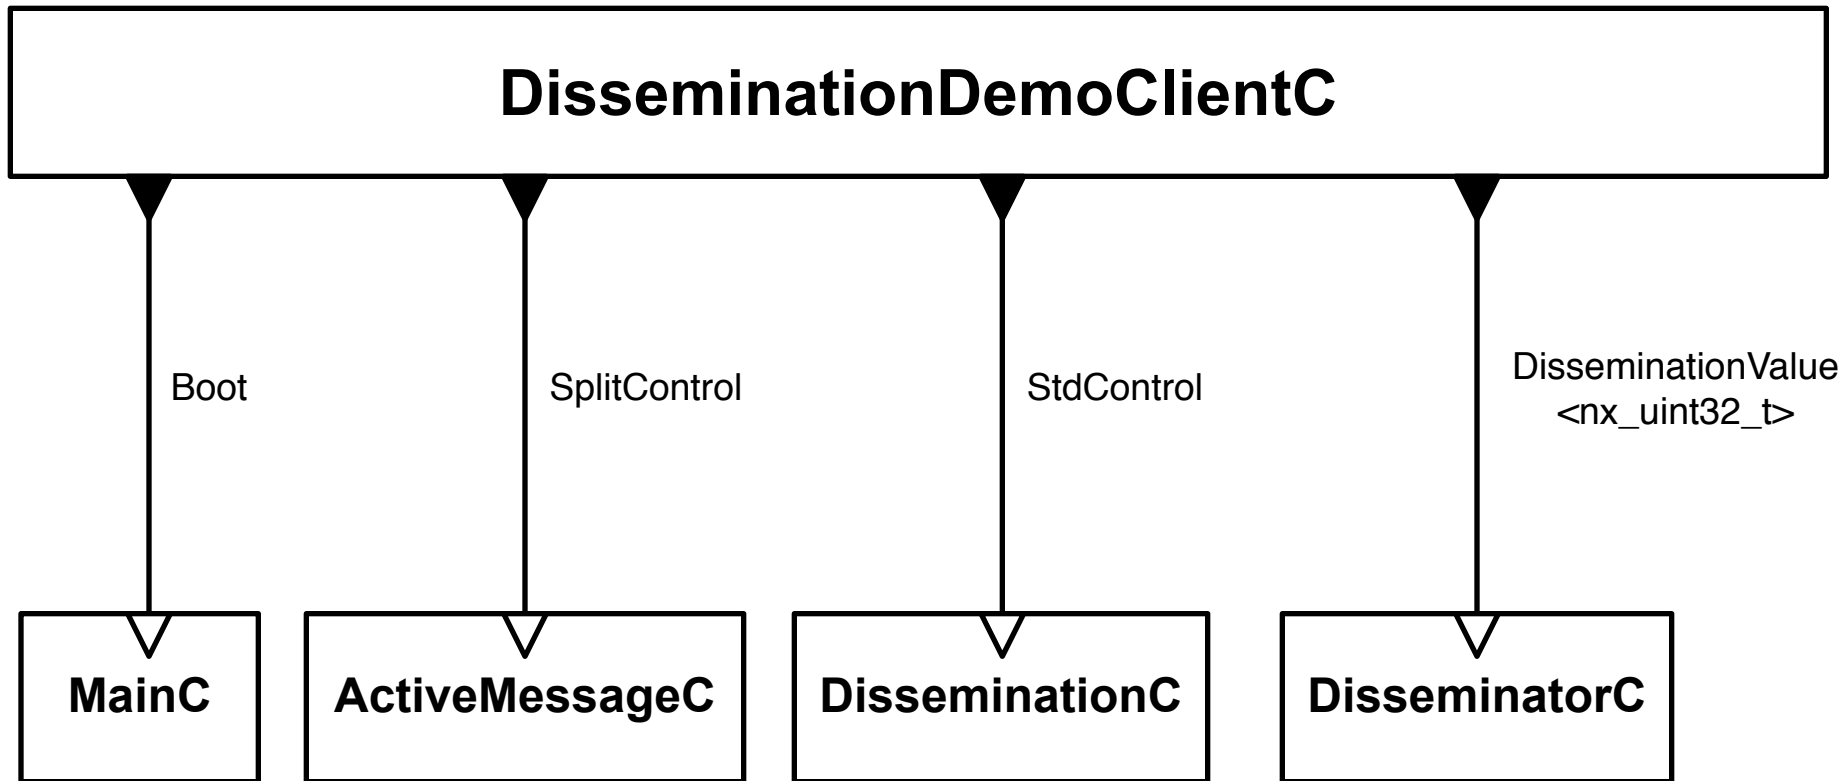 DisseminationDemoClientC
Boot
SplitControl
StdControl
DisseminationValue
<nx_uint32_t>
MainC
ActiveMessageC
DisseminationC
DisseminatorC